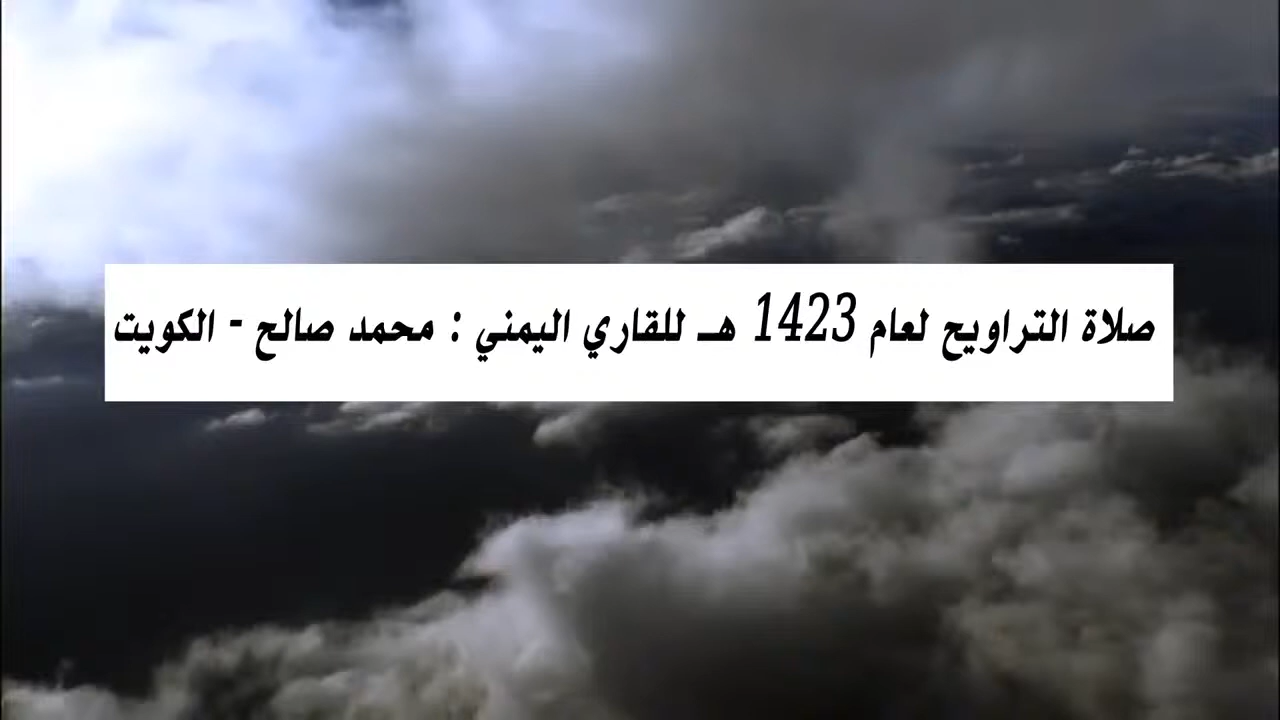 صلاة التراويح لعام 1423 هـ للقاري اليمني : محمد صالح - الكويت